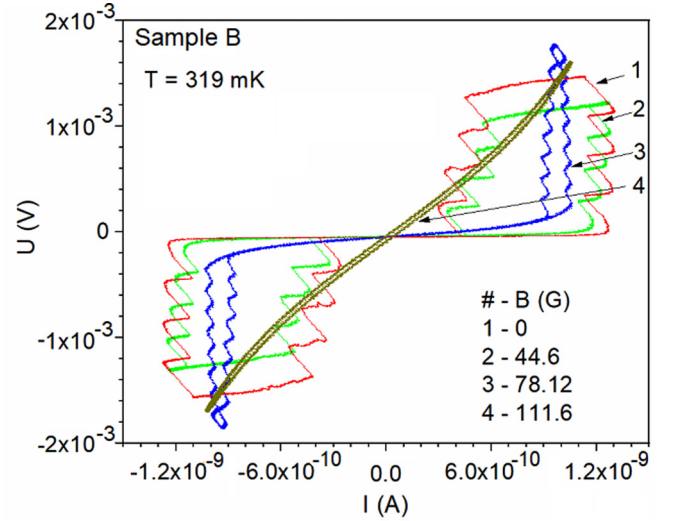 2x10⁻³
Sample B
T = 319 mK
1
1x10⁻³
2
3
4
U (V)
0
# - B (G)
1 - 0
-1x10⁻³
2 - 44.6
3 - 78.12
4 - 111.6
-2x10⁻³
-1.2x10⁻⁹ -6.0x10⁻¹⁰ 0.0 6.0x10⁻¹⁰ 1.2x10⁻⁹
I (A)